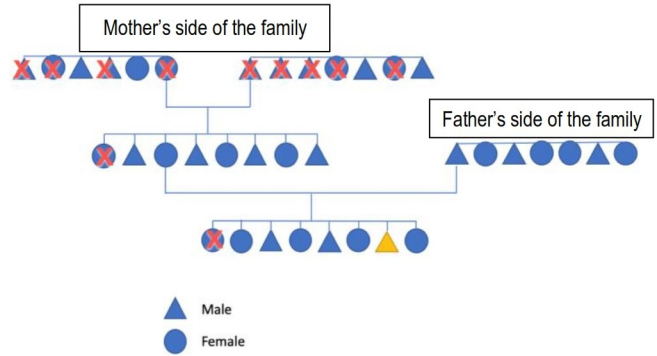 Mother's side of the family
Father's side of the family
Male
Female